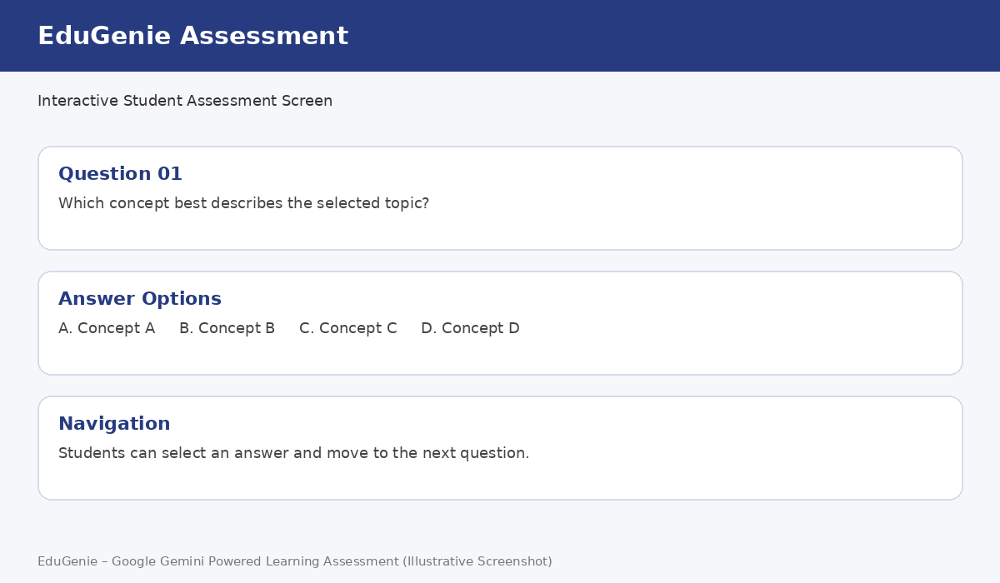 EduGenie Assessment
Interactive Student Assessment Screen
Question 01
Which concept best describes the selected topic?
Answer Options
A. Concept A B. Concept B C. Concept C D. Concept D
Navigation
Students can select an answer and move to the next question.
EduGenie – Google Gemini Powered Learning Assessment (Illustrative Screenshot)